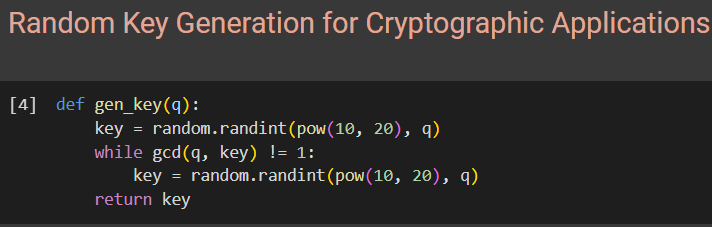 Random Key Generation for Cryptographic Applications
[4] def gen_key(q):
    key = random.randint(pow(10, 20), q)
    while gcd(q, key) != 1:
        key = random.randint(pow(10, 20), q)
    return key